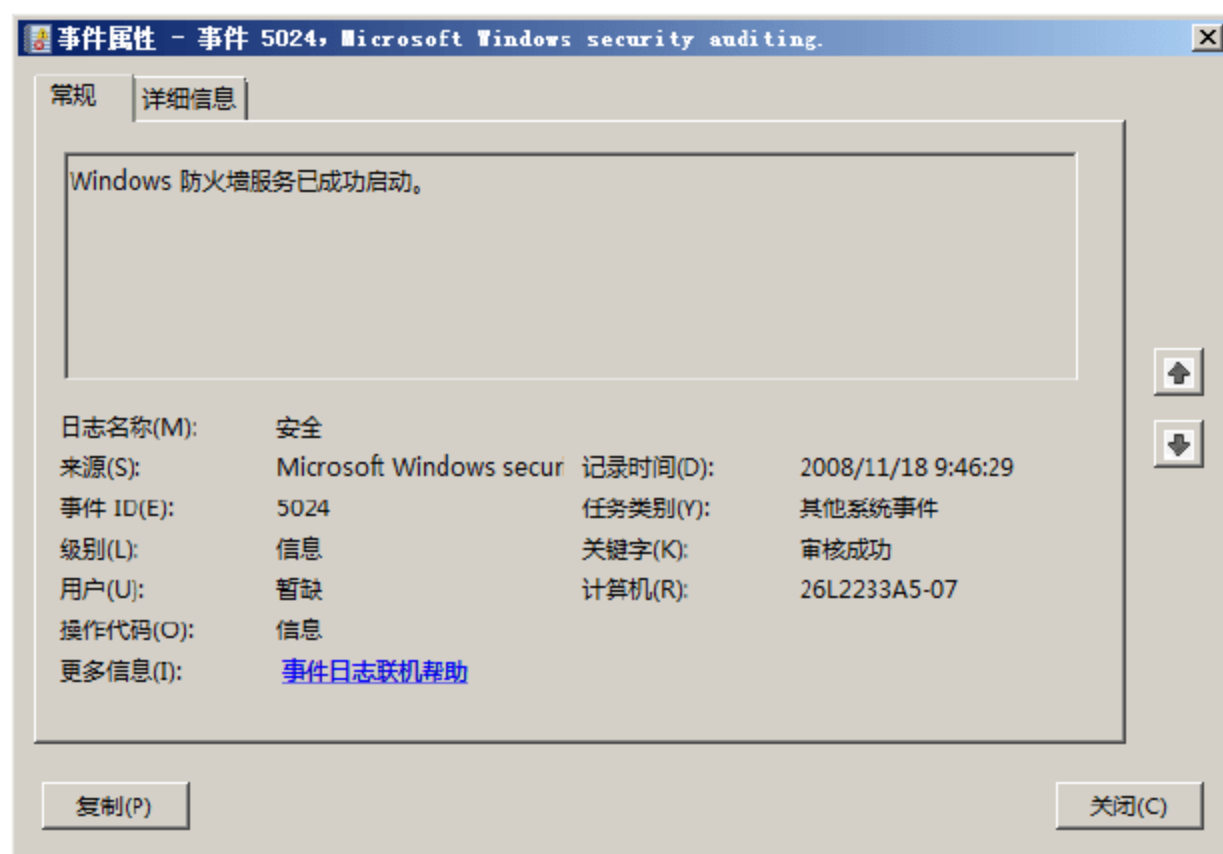 事件属性 - 事件 5024，Microsoft Windows security auditing.
常规 详细信息
Windows 防火墙服务已成功启动。
日志名称(M): 安全
来源(S): Microsoft Windows securi 记录时间(D): 2008/11/18 9:46:29
事件 ID(E): 5024 任务类别(Y): 其他系统事件
级别(L): 信息 关键字(K): 审核成功
用户(U): 暂缺 计算机(R): 26L2233A5-07
操作代码(O): 信息
更多信息(I): 事件日志联机帮助
复制(P) 关闭(C)